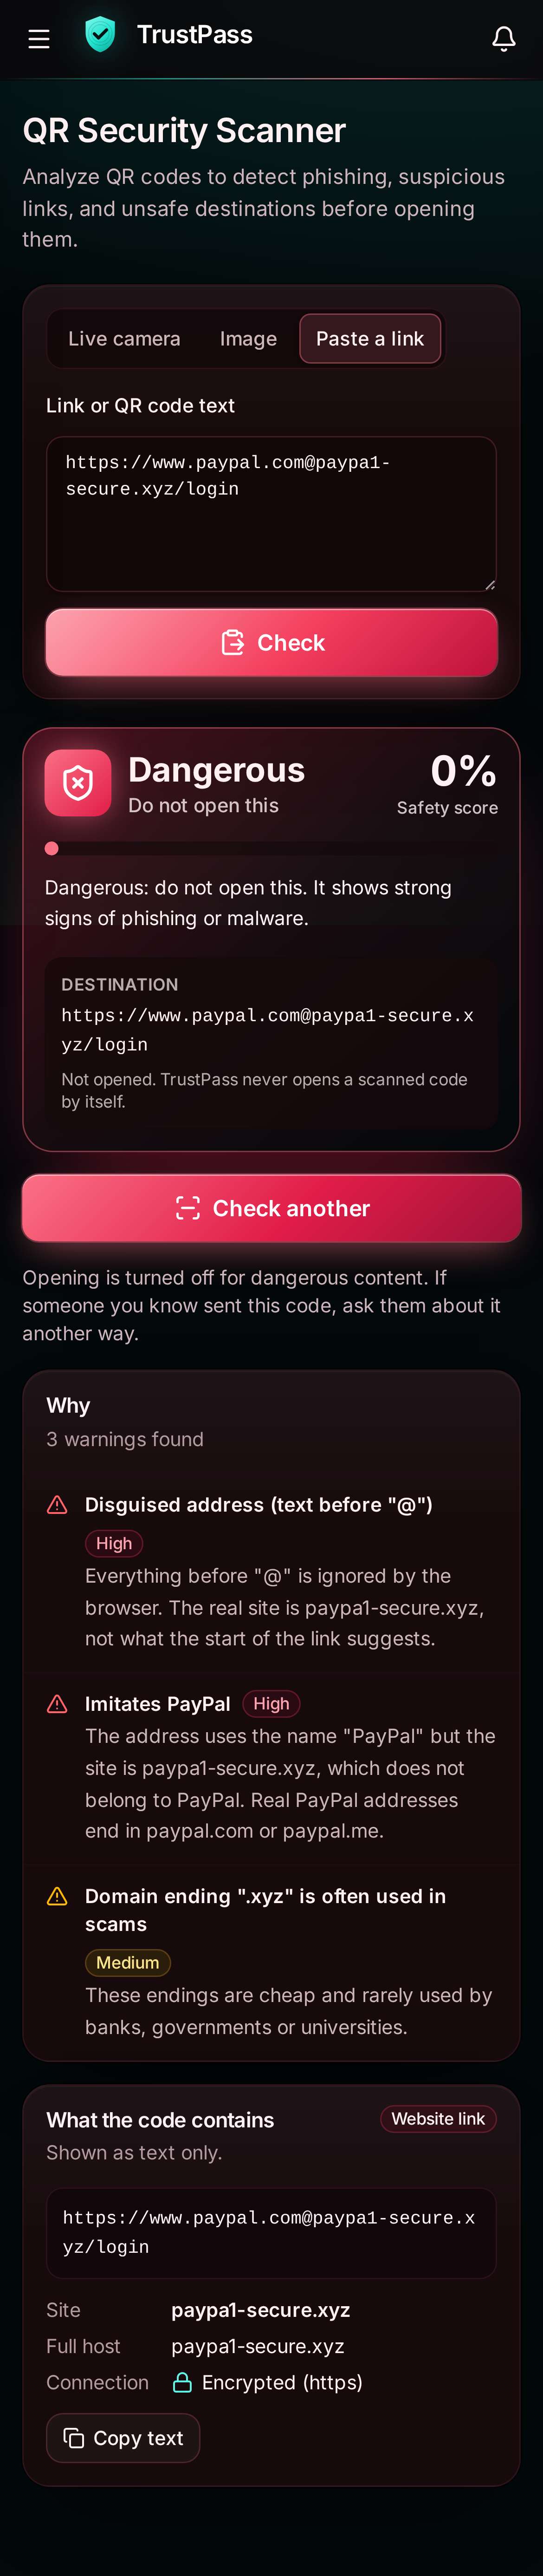 TrustPass
QR Security Scanner
Analyze QR codes to detect phishing, suspicious
links, and unsafe destinations before opening
them.
Live camera
Image
Paste a link
Link or QR code text
https://www.paypal.com@paypa1-
secure.xyz/login
Check
Dangerous
Do not open this
0%
Safety score
Dangerous: do not open this. It shows strong
signs of phishing or malware.
DESTINATION
https://www.paypal.com@paypa1-secure.x
yz/login
Not opened. TrustPass never opens a scanned code
by itself.
Check another
Opening is turned off for dangerous content. If
someone you know sent this code, ask them about it
another way.
Why
3 warnings found
Disguised address (text before "@")
High
Everything before "@" is ignored by the
browser. The real site is paypa1-secure.xyz,
not what the start of the link suggests.
Imitates PayPal
High
The address uses the name "PayPal" but the
site is paypa1-secure.xyz, which does not
belong to PayPal. Real PayPal addresses
end in paypal.com or paypal.me.
Domain ending ".xyz" is often used in
scams
Medium
These endings are cheap and rarely used by
banks, governments or universities.
What the code contains
Website link
Shown as text only.
https://www.paypal.com@paypa1-secure.x
yz/login
Site paypa1-secure.xyz
Full host paypa1-secure.xyz
Connection Encrypted (https)
Copy text